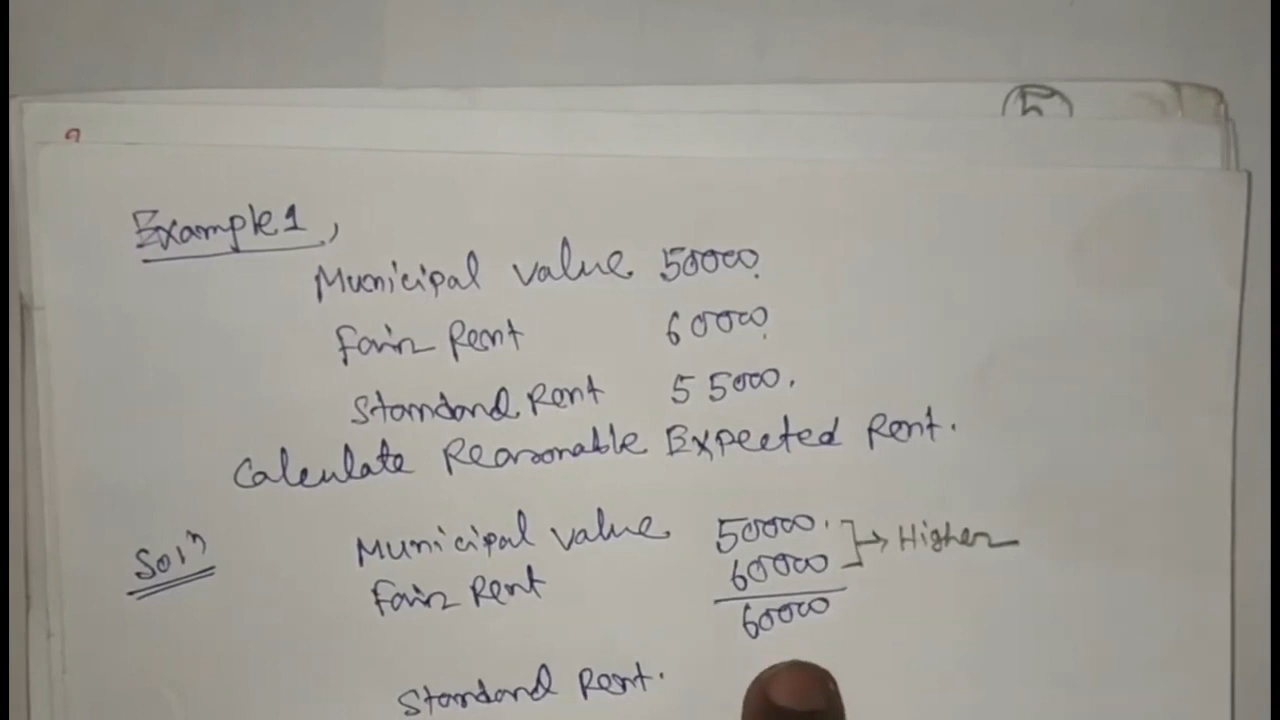 5
Example 1,
Municipal value 50000.
Fair Rent 60000.
Standard Rent 55000.
Calculate Reasonable Expected Rent.
Soln Municipal value 50000. → Higher
Fair Rent 60000
60000
Standard Rent.